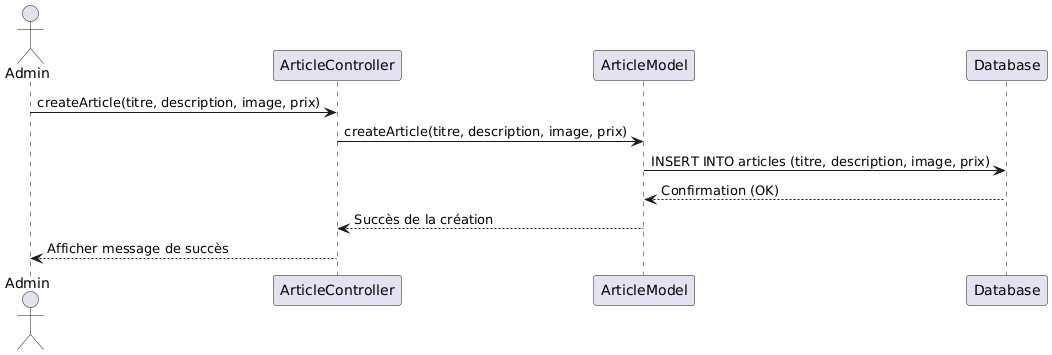 Admin
ArticleController
ArticleModel
Database
createArticle(titre, description, image, prix)
createArticle(titre, description, image, prix)
INSERT INTO articles (titre, description, image, prix)
Confirmation (OK)
Succès de la création
Afficher message de succès
Admin
ArticleController
ArticleModel
Database